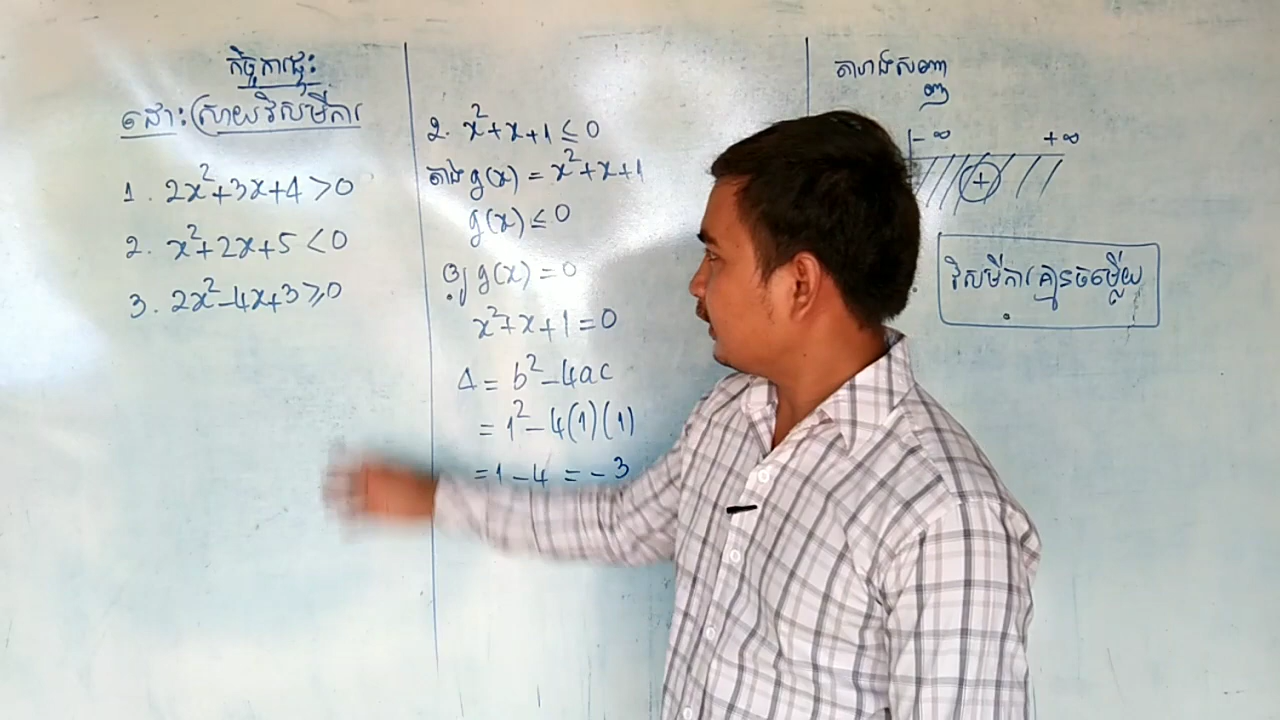 កិច្ចការផ្ទះ
ដោះស្រាយវិសមីការ
1. 2x²+3x+4>0
2. x²+2x+5<0
3. 2x²-4x+3⩾0
2. x²+x+1≤0
តាង g(x) = x²+x+1
g(x) ≤ 0
បើ g(x) = 0
x²+x+1=0
Δ = b²-4ac
= 1²-4(1)(1)
= 1-4 = -3
តារាងសញ្ញា
-∞ +∞
+
វិសមីការគ្មានចម្លើយ